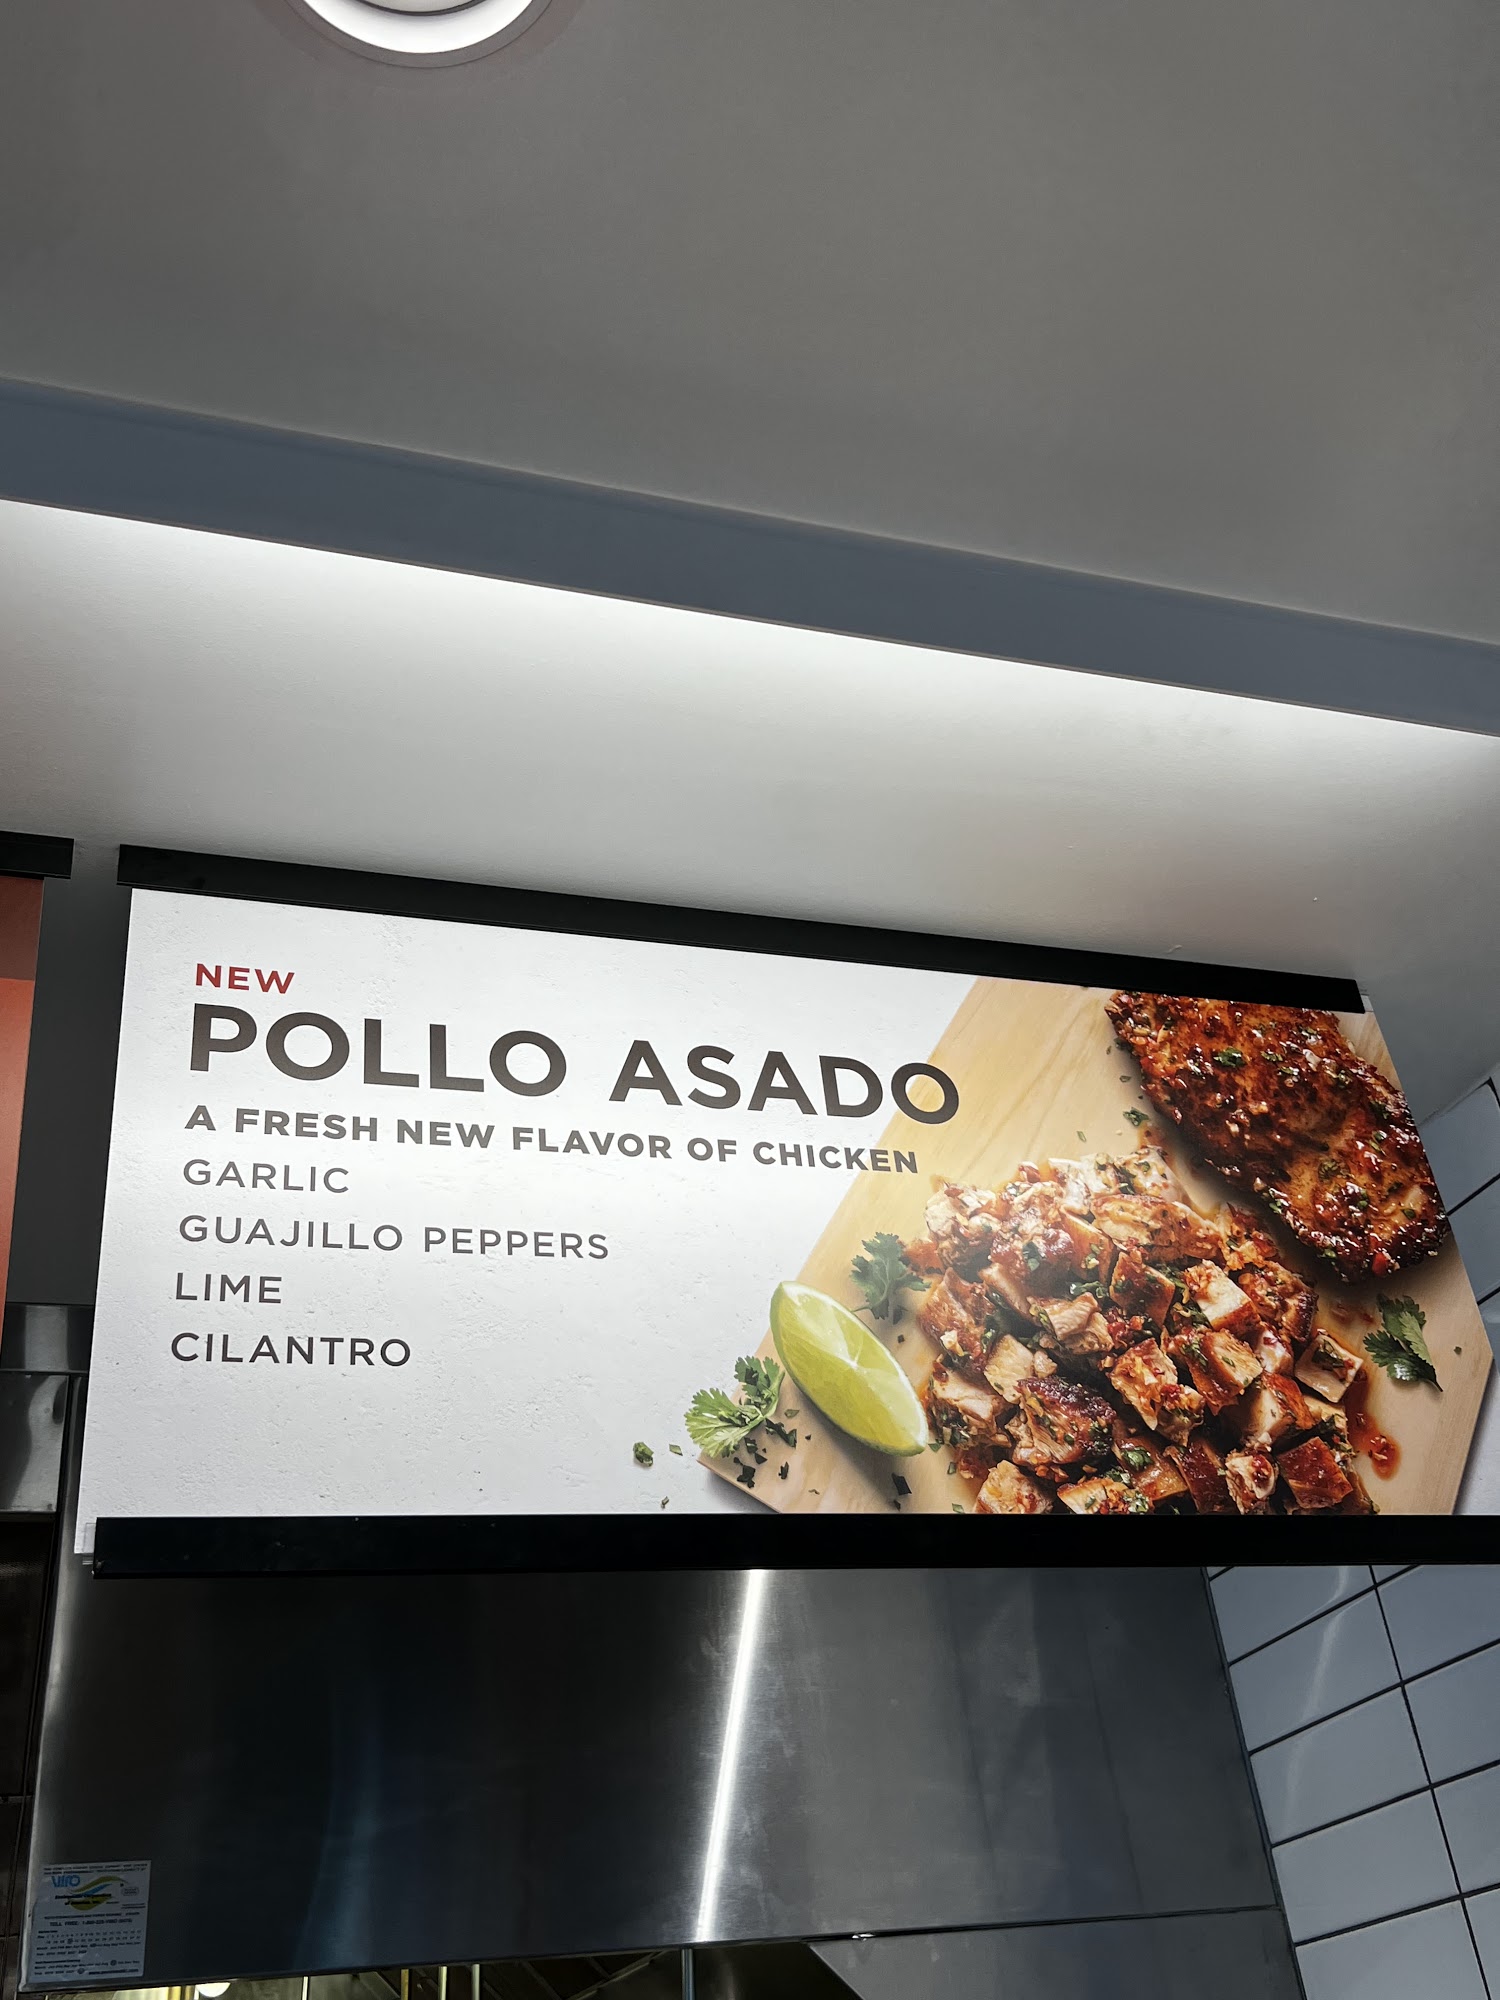 NEW
POLLO ASADO
A FRESH NEW FLAVOR OF CHICKEN
GARLIC
GUAJILLO PEPPERS
LIME
CILANTRO